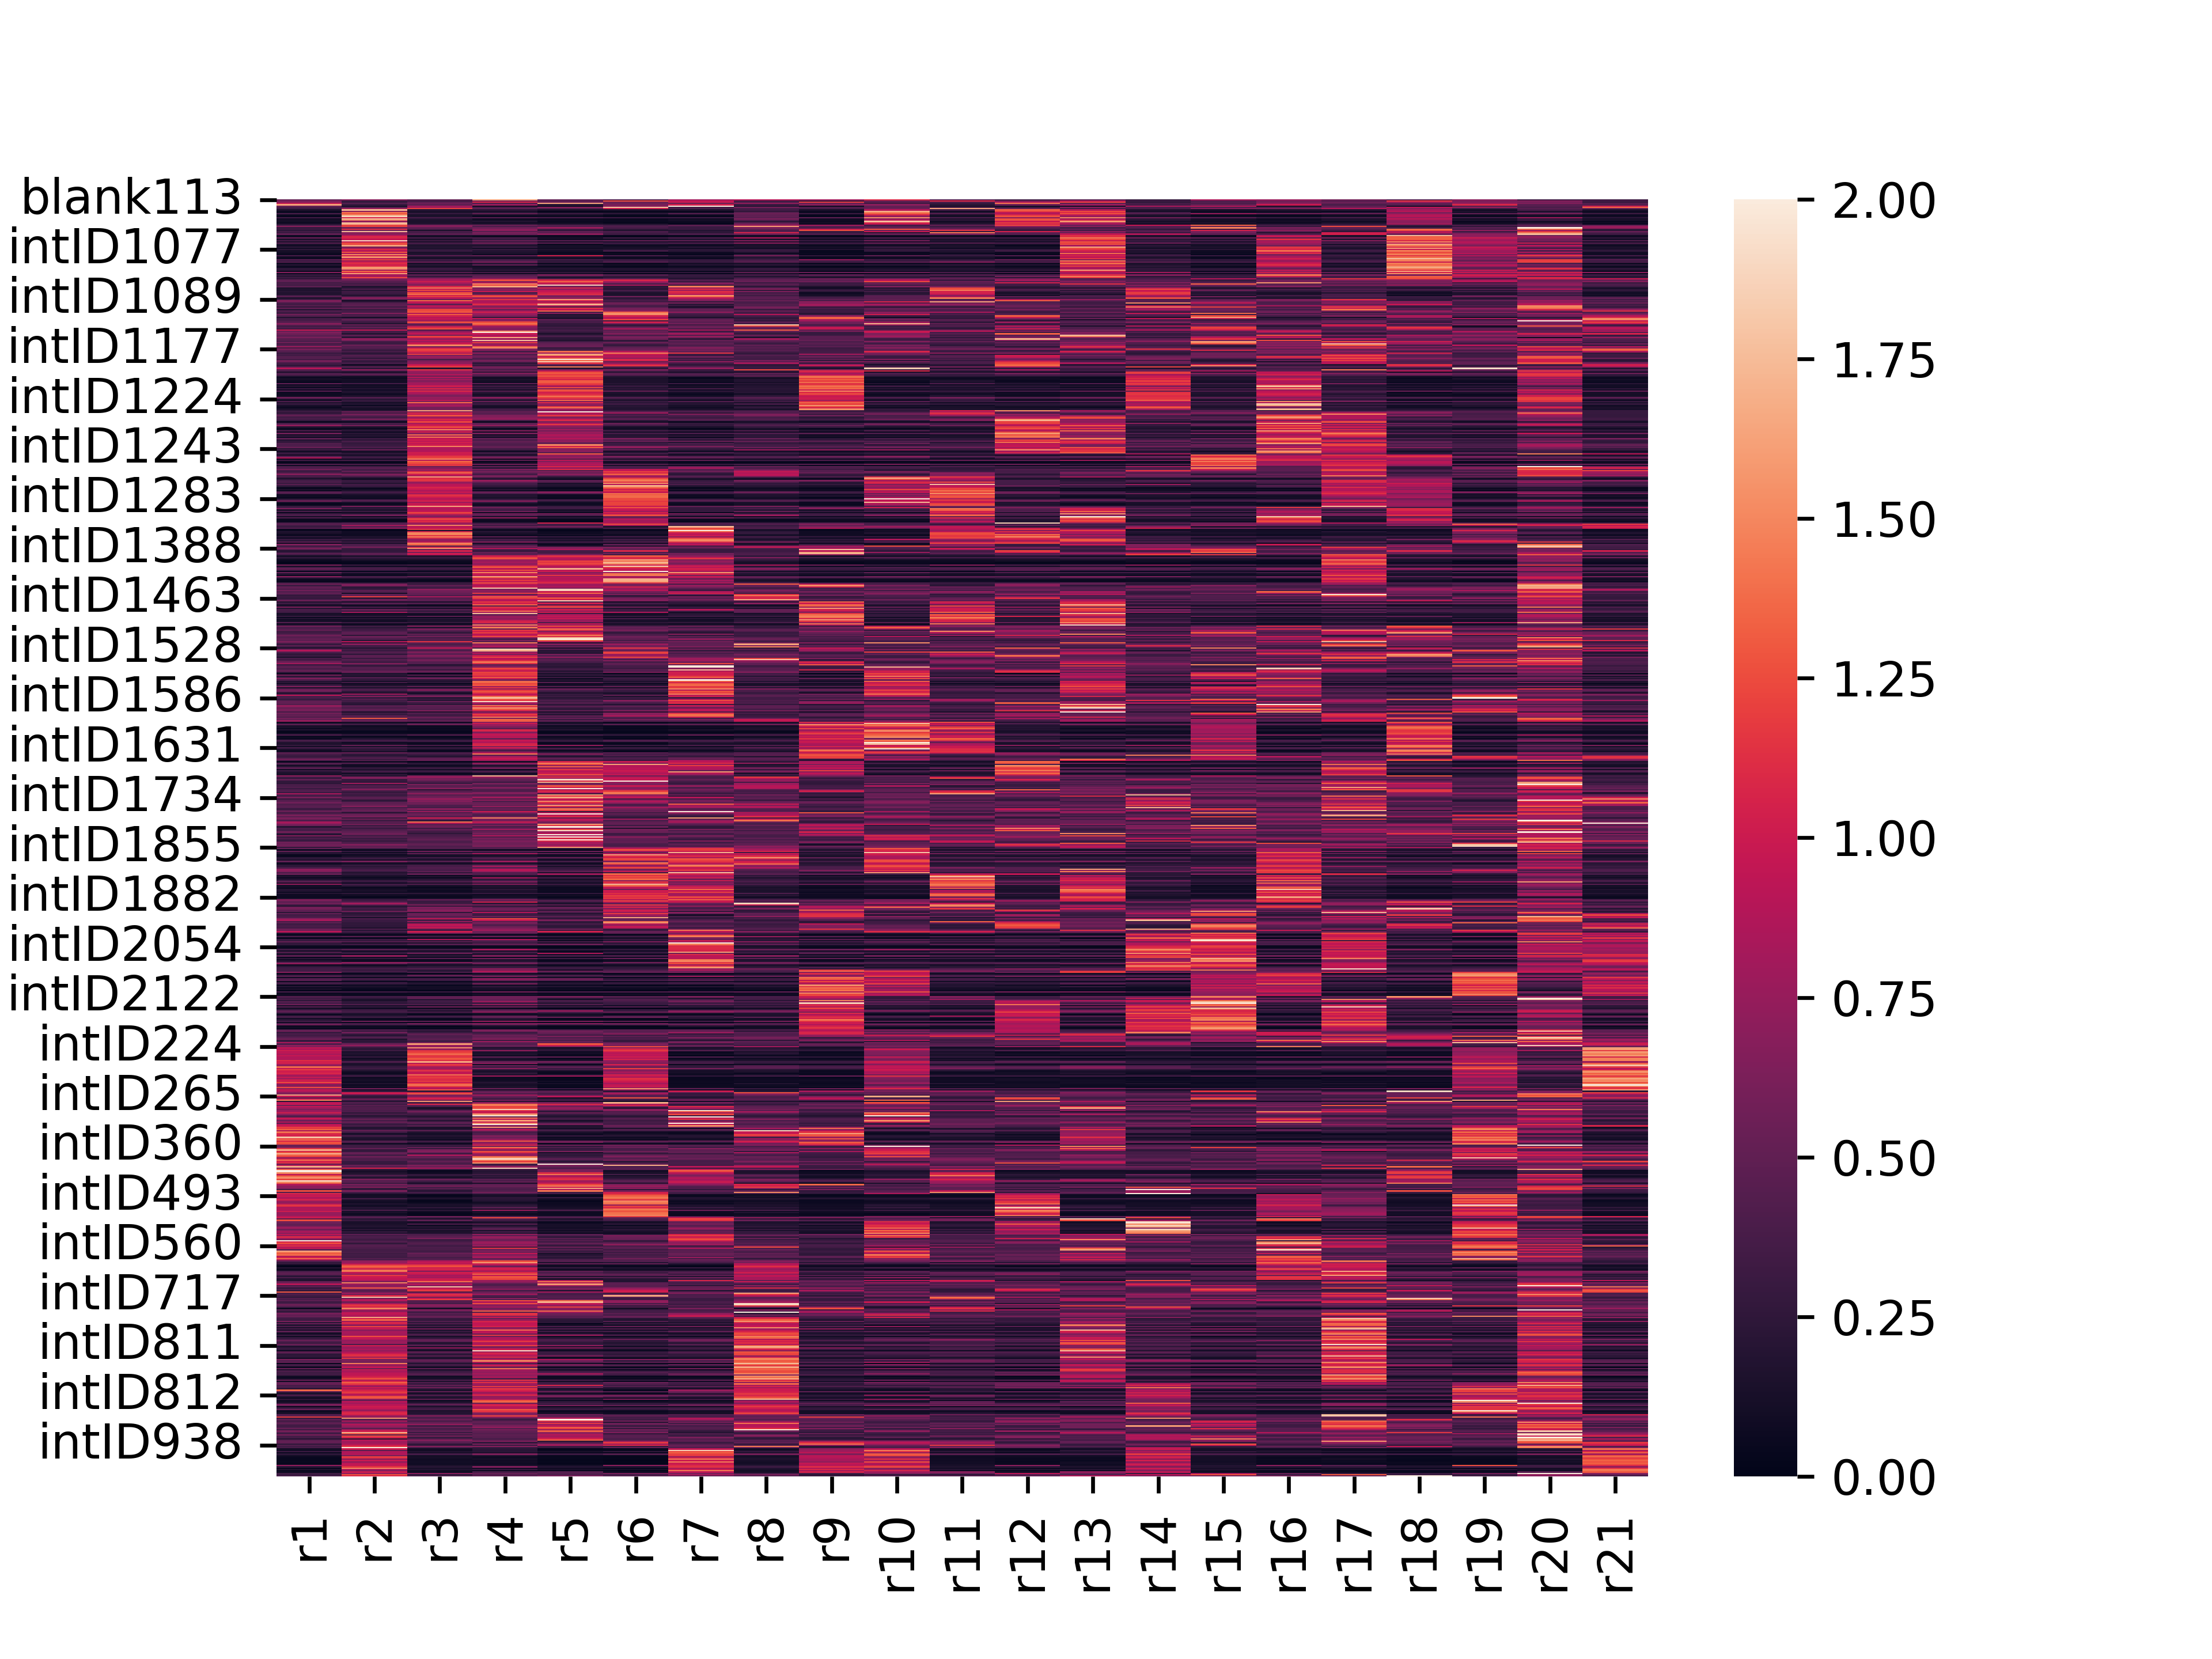 blank113
intID1077
intID1089
intID1177
intID1224
intID1243
intID1283
intID1388
intID1463
intID1528
intID1586
intID1631
intID1734
intID1855
intID1882
intID2054
intID2122
intID224
intID265
intID360
intID493
intID560
intID717
intID811
intID812
intID938
r1
r2
r3
r4
r5
r6
r7
r8
r9
r10
r11
r12
r13
r14
r15
r16
r17
r18
r19
r20
r21
2.00
1.75
1.50
1.25
1.00
0.75
0.50
0.25
0.00